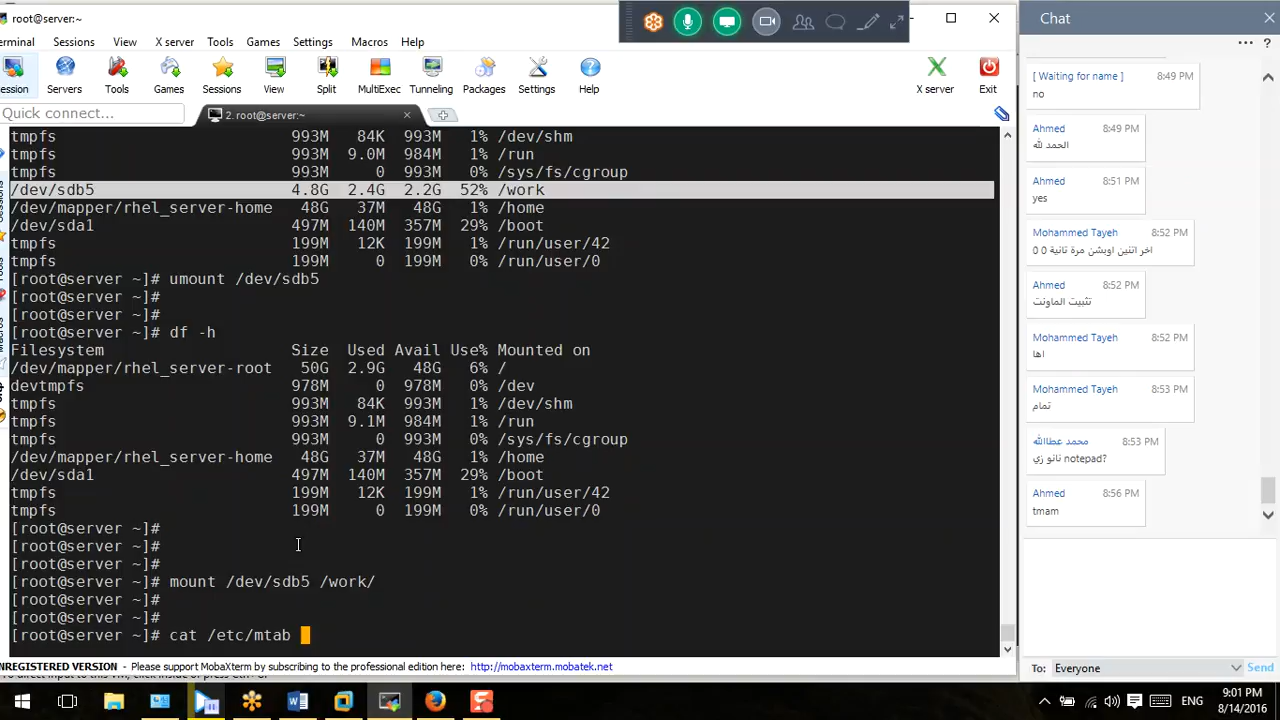 root@server:~
erminal Sessions View X server Tools Games Settings Macros Help
ession Servers Tools Games Sessions View Split MultiExec Tunneling Packages Settings Help X server Exit
Quick connect...
2. root@server:~
tmpfs 993M 84K 993M 1% /dev/shm
tmpfs 993M 9.0M 984M 1% /run
tmpfs 993M 0 993M 0% /sys/fs/cgroup
/dev/sdb5 4.8G 2.4G 2.2G 52% /work
/dev/mapper/rhel_server-home 48G 37M 48G 1% /home
/dev/sda1 497M 140M 357M 29% /boot
tmpfs 199M 12K 199M 1% /run/user/42
tmpfs 199M 0 199M 0% /run/user/0
[root@server ~]# umount /dev/sdb5
[root@server ~]#
[root@server ~]#
[root@server ~]# df -h
Filesystem Size Used Avail Use% Mounted on
/dev/mapper/rhel_server-root 50G 2.9G 48G 6% /
devtmpfs 978M 0 978M 0% /dev
tmpfs 993M 84K 993M 1% /dev/shm
tmpfs 993M 9.1M 984M 1% /run
tmpfs 993M 0 993M 0% /sys/fs/cgroup
/dev/mapper/rhel_server-home 48G 37M 48G 1% /home
/dev/sda1 497M 140M 357M 29% /boot
tmpfs 199M 12K 199M 1% /run/user/42
tmpfs 199M 0 199M 0% /run/user/0
[root@server ~]#
[root@server ~]#
[root@server ~]#
[root@server ~]# mount /dev/sdb5 /work/
[root@server ~]#
[root@server ~]#
[root@server ~]# cat /etc/mtab
NREGISTERED VERSION - Please support MobaXterm by subscribing to the professional edition here: http://mobaxterm.mobatek.net
Chat
[ Waiting for name ] 8:49 PM
no
Ahmed 8:49 PM
الحمد لله
Ahmed 8:51 PM
yes
Mohammed Tayeh 8:52 PM
اخر اتنين اوبشن مرة تانية 0 0
Ahmed 8:52 PM
تثبيت الماونت
Mohammed Tayeh 8:52 PM
اها
Mohammed Tayeh 8:53 PM
تمام
محمد عطاالله 8:53 PM
نانو زي notepad?
Ahmed 8:56 PM
tmam
To: Everyone Send
ENG
9:01 PM
8/14/2016